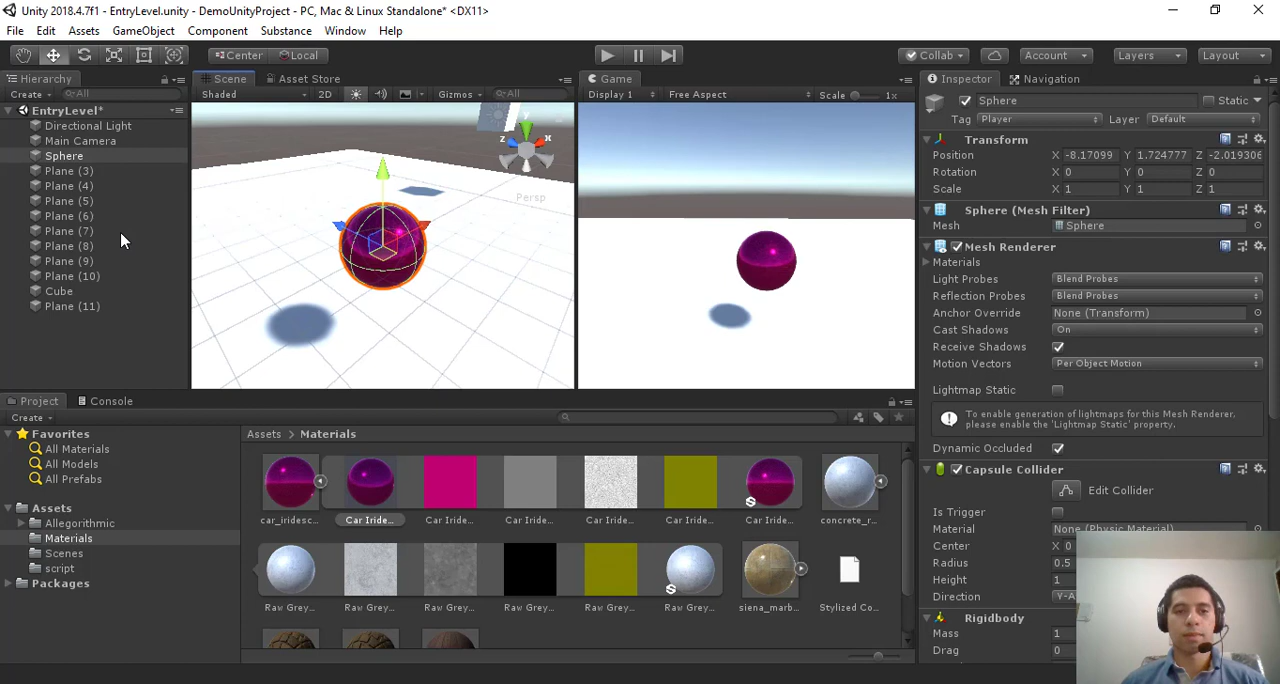 Unity 2018.4.7f1 - EntryLevel.unity - DemoUnityProject - PC, Mac & Linux Standalone* <DX11>
File Edit Assets GameObject Component Substance Window Help
Center Local Collab Account Layers Layout
Hierarchy Scene Asset Store Game Inspector Navigation
Create All Shaded 2D Gizmos All Display 1 Free Aspect Scale 1x
Sphere Static
Tag Player Layer Default
EntryLevel*
Directional Light
Main Camera
Sphere
Plane (3)
Plane (4)
Plane (5)
Plane (6)
Plane (7)
Plane (8)
Plane (9)
Plane (10)
Cube
Plane (11)
y
z x
Persp
Transform
Position X -8.17099 Y 1.724777 Z -2.019306
Rotation X 0 Y 0 Z 0
Scale X 1 Y 1 Z 1
Sphere (Mesh Filter)
Mesh Sphere
Mesh Renderer
Materials
Light Probes Blend Probes
Reflection Probes Blend Probes
Anchor Override None (Transform)
Cast Shadows On
Receive Shadows
Motion Vectors Per Object Motion
Lightmap Static
To enable generation of lightmaps for this Mesh Renderer,
please enable the 'Lightmap Static' property.
Dynamic Occluded
Capsule Collider
Edit Collider
Is Trigger
Material None (Physic Material)
Center X 0
Radius 0.5
Height 1
Direction Y-A
Rigidbody
Mass 1
Drag 0
Project Console
Create
Favorites
All Materials
All Models
All Prefabs
Assets
Allegorithmic
Materials
Scenes
script
Packages
Assets > Materials
car_iridesc... Car Iride... Car Iride... Car Iride... Car Iride... Car Iride... Car Iride... concrete_r...
Raw Grey... Raw Grey... Raw Grey... Raw Grey... Raw Grey... Raw Grey... siena_marb... Stylized Co...